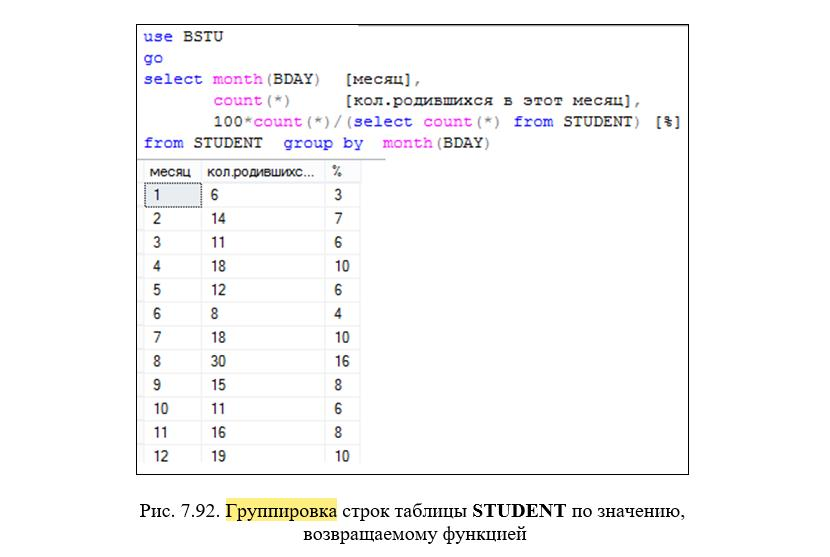 use BSTU
go
select month(BDAY) [месяц],
count(*) [кол.родившихся в этот месяц],
100*count(*)/(select count(*) from STUDENT) [%]
from STUDENT group by month(BDAY)
месяц кол.родившихс... %
1 6 3
2 14 7
3 11 6
4 18 10
5 12 6
6 8 4
7 18 10
8 30 16
9 15 8
10 11 6
11 16 8
12 19 10
Рис. 7.92. Группировка строк таблицы STUDENT по значению,
возвращаемому функцией